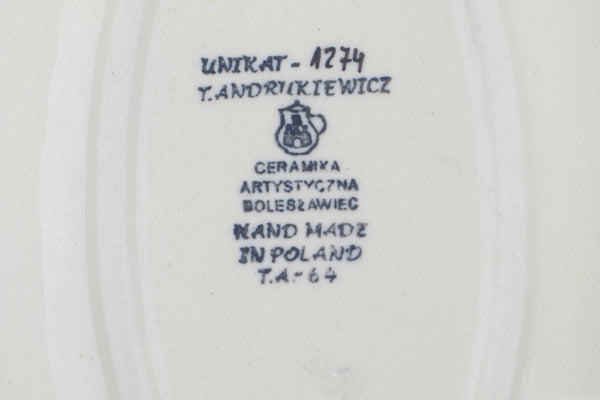 UNIKAT - 1274
T. ANDRUKIEWICZ
CERAMIKA
ARTYSTYCZNA
BOLESŁAWIEC
HAND MADE
IN POLAND
T.A.-64